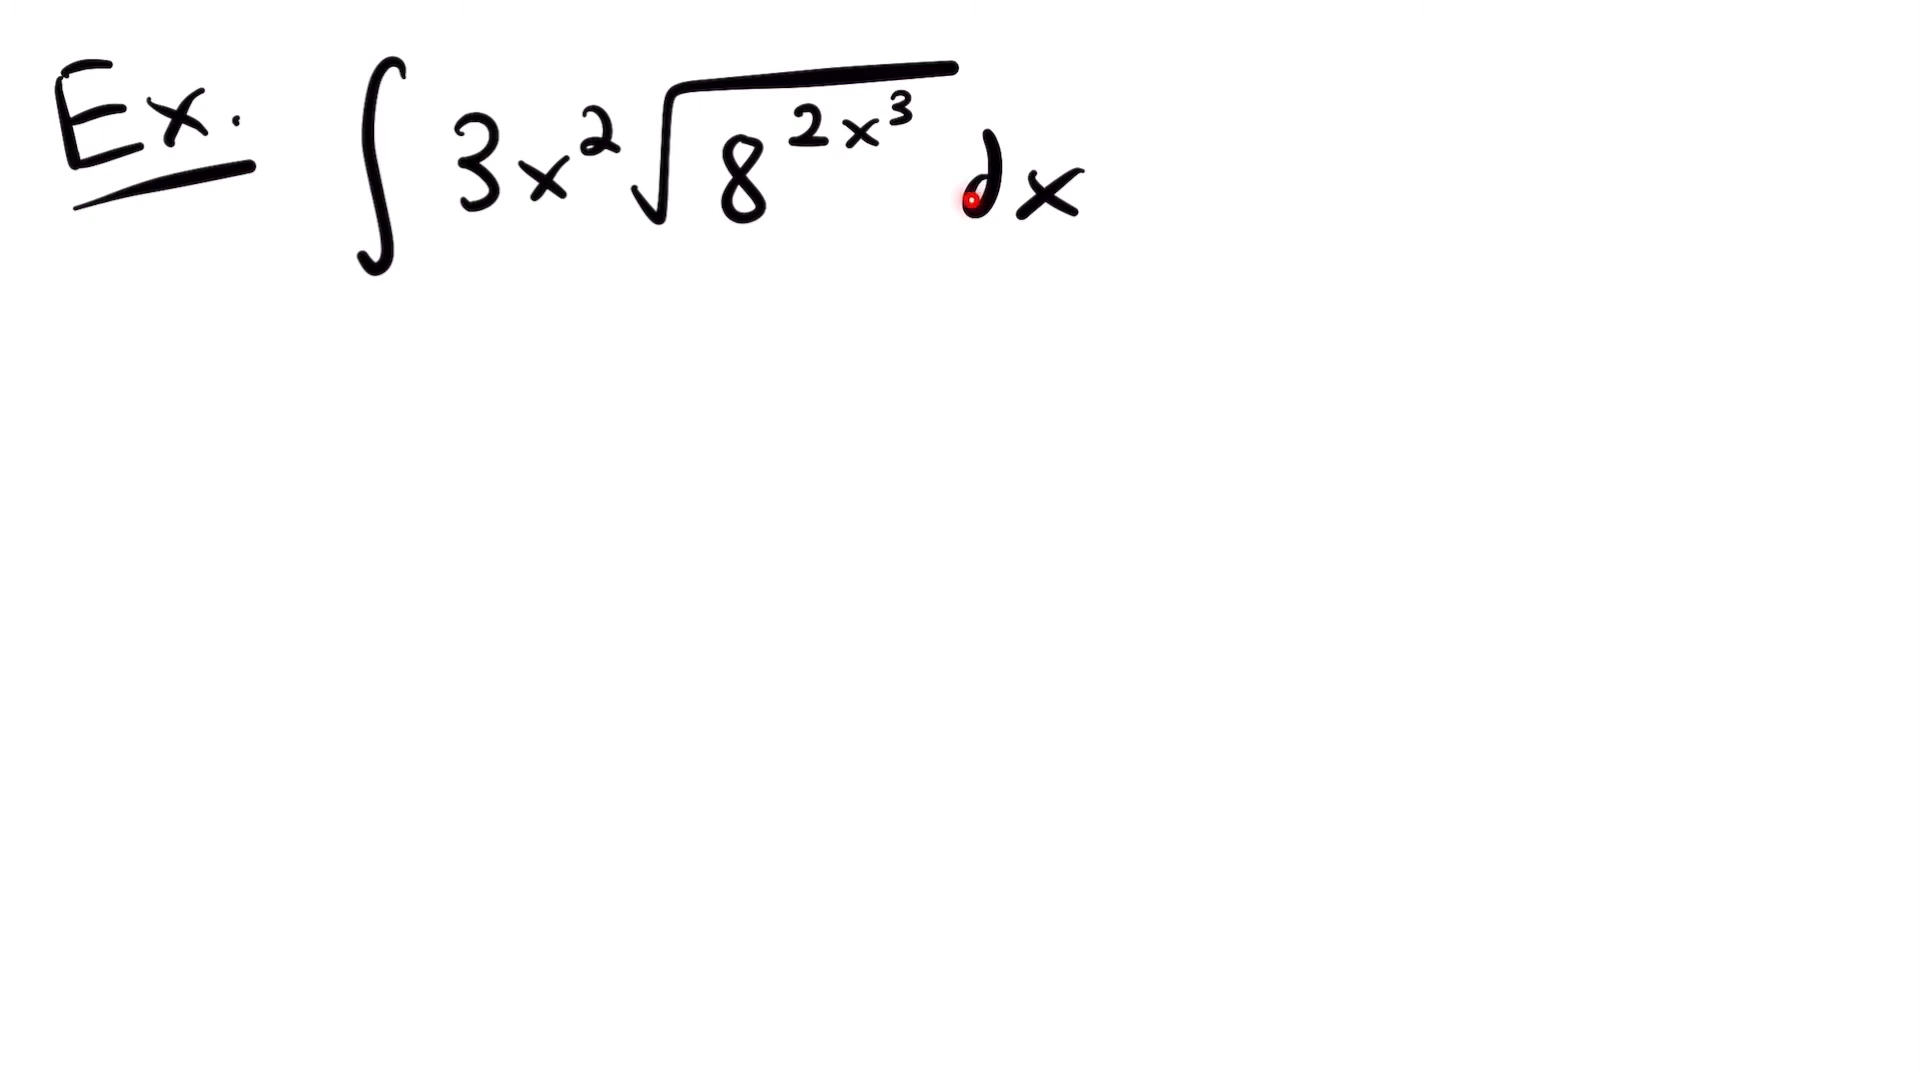 Ex. ∫ 3x²√(8^(2x³)) dx